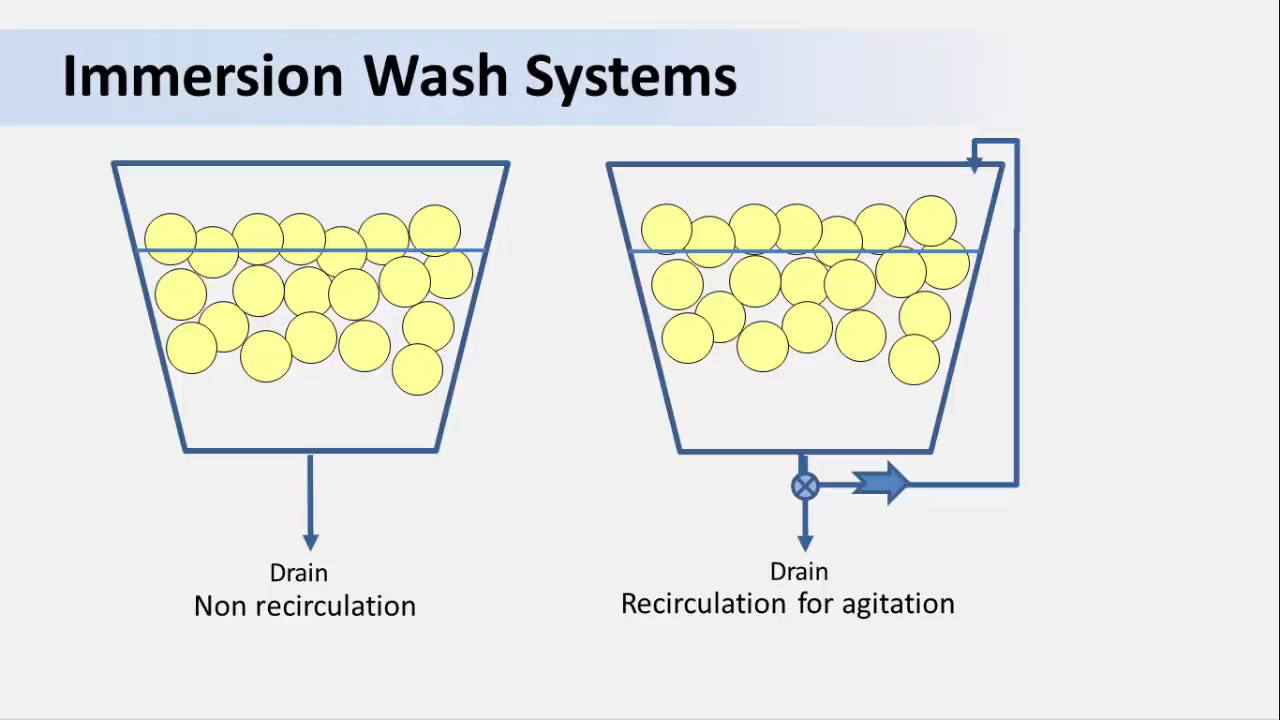 Immersion Wash Systems
Drain
Non recirculation
Drain
Recirculation for agitation